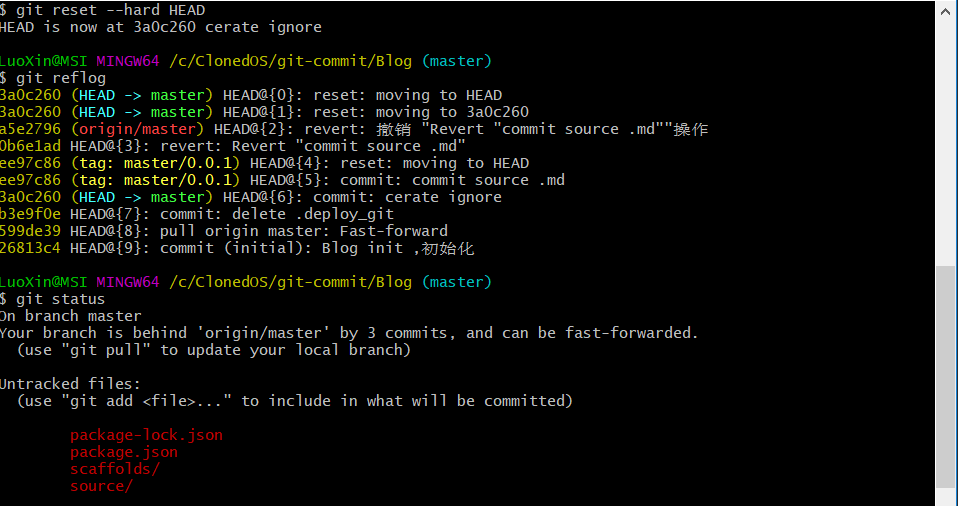 $ git reset --hard HEAD
HEAD is now at 3a0c260 cerate ignore
LuoXin@MSI MINGW64 /c/ClonedOS/git-commit/Blog (master)
$ git reflog
3a0c260 (HEAD -> master) HEAD@{0}: reset: moving to HEAD
3a0c260 (HEAD -> master) HEAD@{1}: reset: moving to 3a0c260
a5e2796 (origin/master) HEAD@{2}: revert: 撤销 "Revert "commit source .md""操作
0b6e1ad HEAD@{3}: revert: Revert "commit source .md"
ee97c86 (tag: master/0.0.1) HEAD@{4}: reset: moving to HEAD
ee97c86 (tag: master/0.0.1) HEAD@{5}: commit: commit source .md
3a0c260 (HEAD -> master) HEAD@{6}: commit: cerate ignore
b3e9f0e HEAD@{7}: commit: delete .deploy_git
599de39 HEAD@{8}: pull origin master: Fast-forward
26813c4 HEAD@{9}: commit (initial): Blog init ,初始化
LuoXin@MSI MINGW64 /c/ClonedOS/git-commit/Blog (master)
$ git status
On branch master
Your branch is behind 'origin/master' by 3 commits, and can be fast-forwarded.
(use "git pull" to update your local branch)
Untracked files:
(use "git add <file>..." to include in what will be committed)
package-lock.json
package.json
scaffolds/
source/